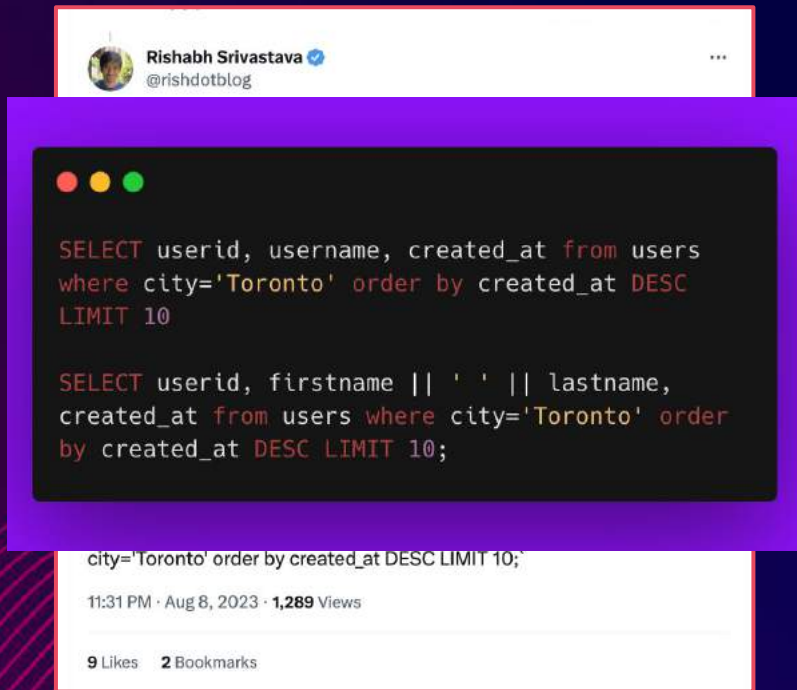 Rishabh Srivastava
@rishdotblog
SELECT userid, username, created_at from users
where city='Toronto' order by created_at DESC
LIMIT 10
SELECT userid, firstname || ' ' || lastname,
created_at from users where city='Toronto' order
by created_at DESC LIMIT 10;
city='Toronto' order by created_at DESC LIMIT 10;`
11:31 PM · Aug 8, 2023 · 1,289 Views
9 Likes 2 Bookmarks